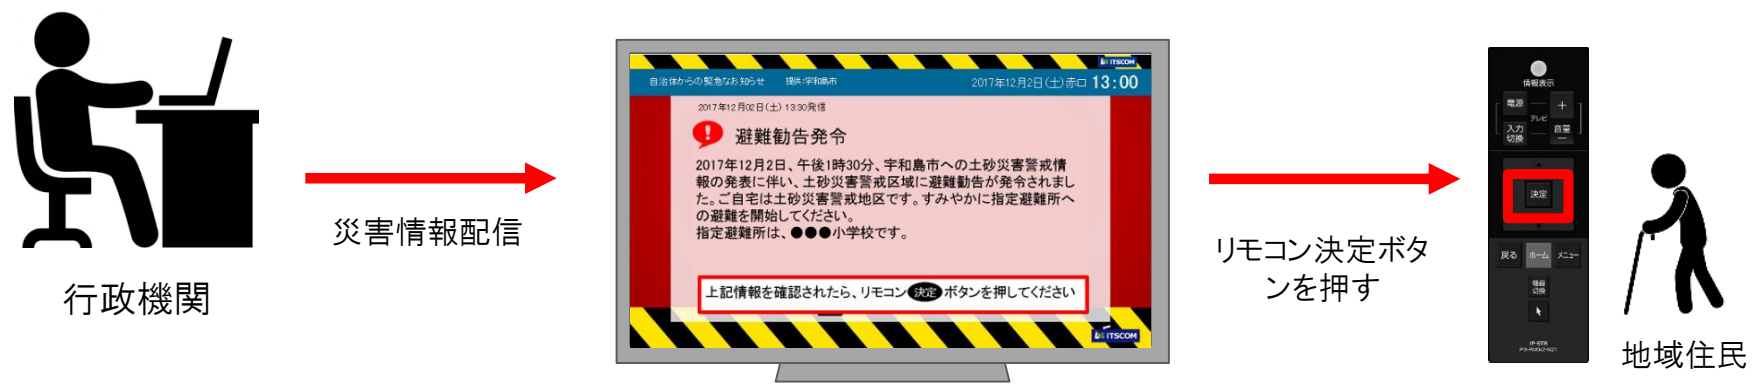 行政機関
災害情報配信
ITSCOM
自治体からの緊急なお知らせ 提供:宇和島市 2017年12月2日(土)赤口 13:00
2017年12月02日(土) 13:30発信
避難勧告発令
2017年12月2日、午後1時30分、宇和島市への土砂災害警戒情
報の発表に伴い、土砂災害警戒区域に避難勧告が発令されまし
た。ご自宅は土砂災害警戒地区です。すみやかに指定避難所へ
の避難を開始してください。
指定避難所は、●●●小学校です。
上記情報を確認されたら、リモコン 決定 ボタンを押してください
ITSCOM
リモコン決定ボタ
ンを押す
情報表示
電源 +
テレビ
入力 音量
切換 −
決定
戻る ホーム メニュー
機器
切換
IP-STB
地域住民